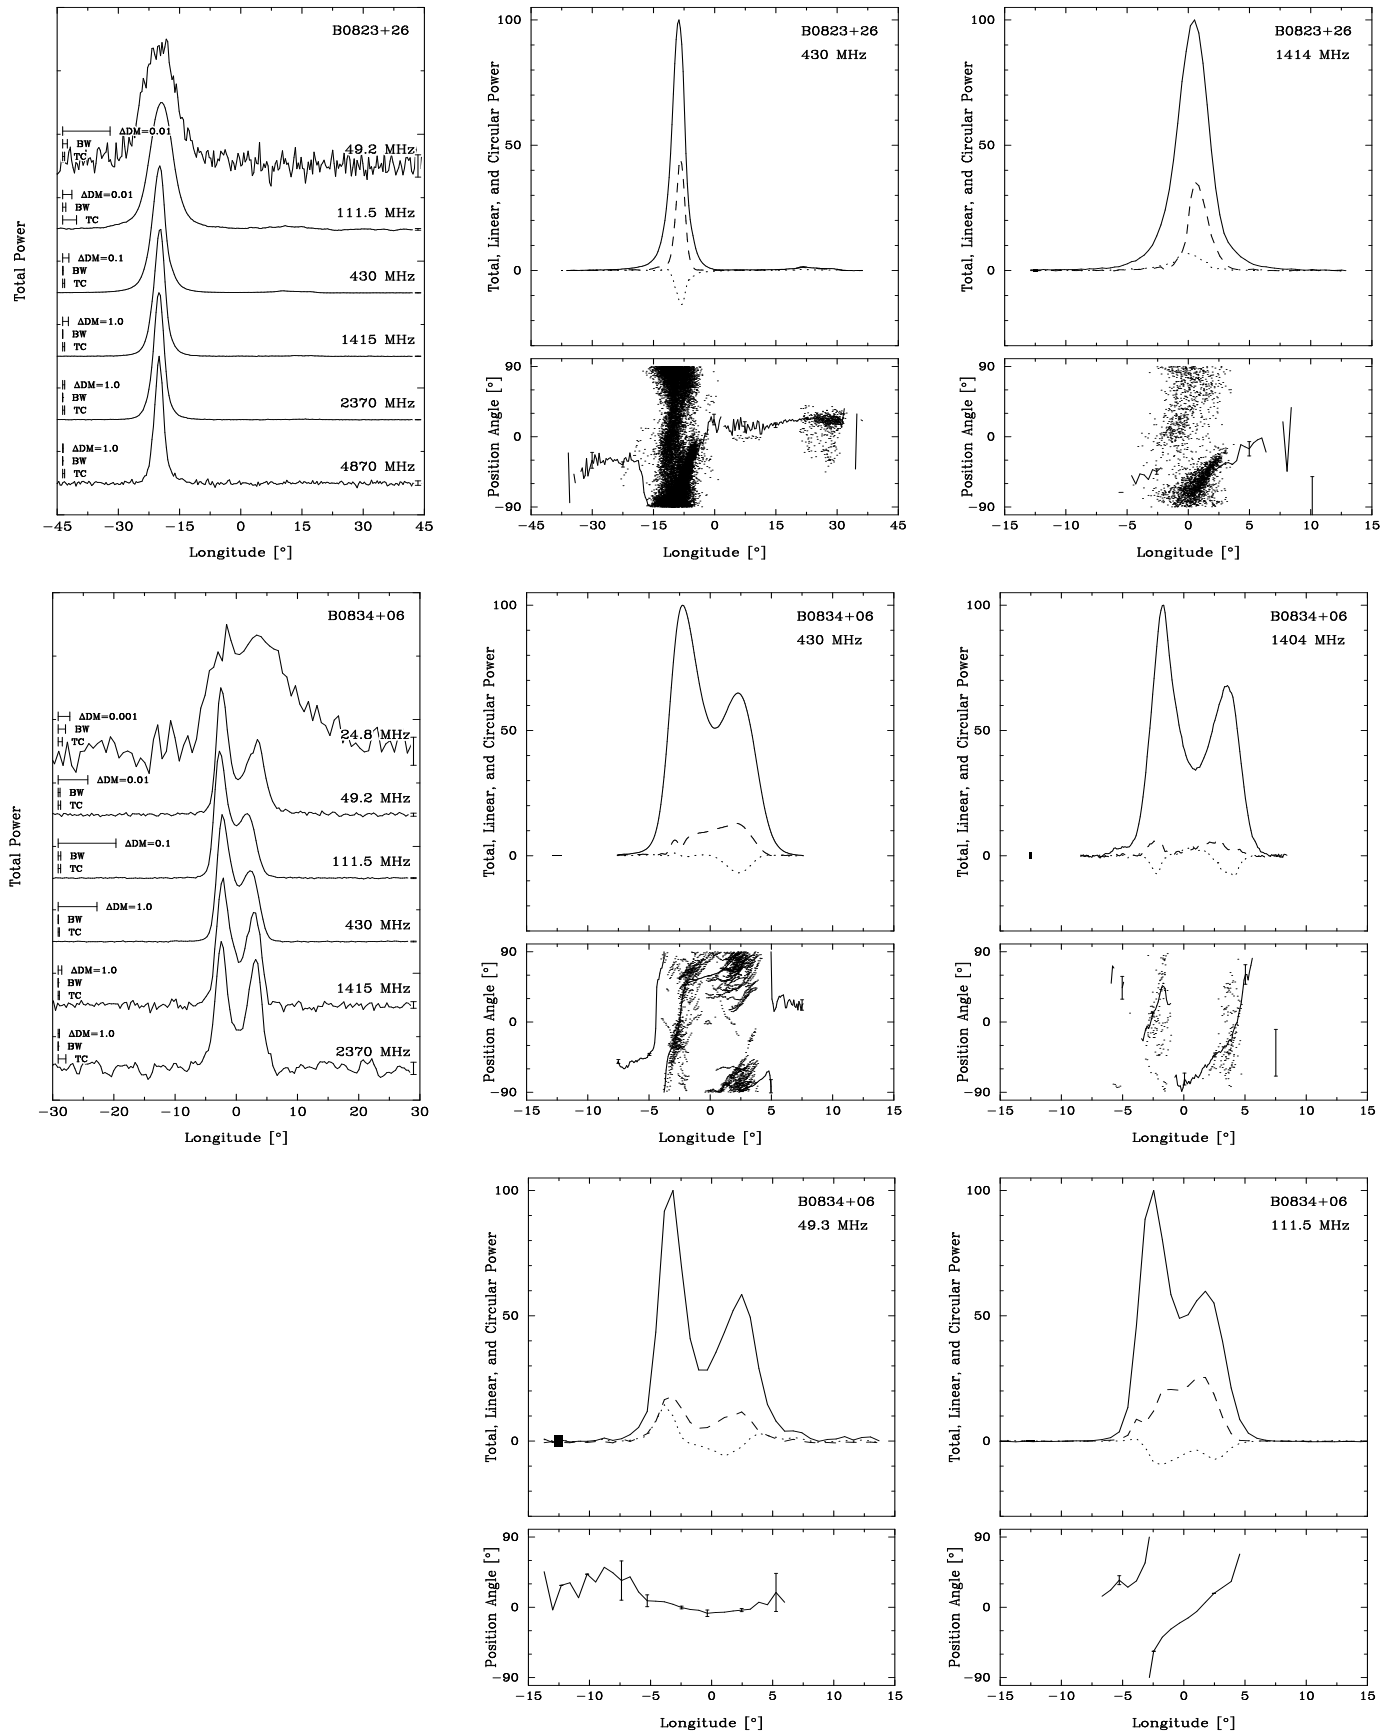 B0823+26
ΔDM=0.01
BW
TC
49.2 MHz
ΔDM=0.01
BW
TC
111.5 MHz
ΔDM=0.1
BW
TC
430 MHz
ΔDM=1.0
BW
TC
1415 MHz
ΔDM=1.0
BW
TC
2370 MHz
ΔDM=1.0
BW
TC
4870 MHz
Total Power
−45 −30 −15 0 15 30 45
Longitude [°]
B0823+26
430 MHz
100
50
0
Total, Linear, and Circular Power
90
0
−90
Position Angle [°]
−45 −30 −15 0 15 30 45
Longitude [°]
B0823+26
1414 MHz
100
50
0
Total, Linear, and Circular Power
90
0
−90
Position Angle [°]
−15 −10 −5 0 5 10 15
Longitude [°]
B0834+06
ΔDM=0.001
BW
TC
24.8 MHz
ΔDM=0.01
BW
TC
49.2 MHz
ΔDM=0.1
BW
TC
111.5 MHz
ΔDM=1.0
BW
TC
430 MHz
ΔDM=1.0
BW
TC
1415 MHz
ΔDM=1.0
BW
TC
2370 MHz
Total Power
−30 −20 −10 0 10 20 30
Longitude [°]
B0834+06
430 MHz
100
50
0
Total, Linear, and Circular Power
90
0
−90
Position Angle [°]
−15 −10 −5 0 5 10 15
Longitude [°]
B0834+06
1404 MHz
100
50
0
Total, Linear, and Circular Power
90
0
−90
Position Angle [°]
−15 −10 −5 0 5 10 15
Longitude [°]
B0834+06
49.3 MHz
100
50
0
Total, Linear, and Circular Power
90
0
−90
Position Angle [°]
−15 −10 −5 0 5 10 15
Longitude [°]
B0834+06
111.5 MHz
100
50
0
Total, Linear, and Circular Power
90
0
−90
Position Angle [°]
−15 −10 −5 0 5 10 15
Longitude [°]